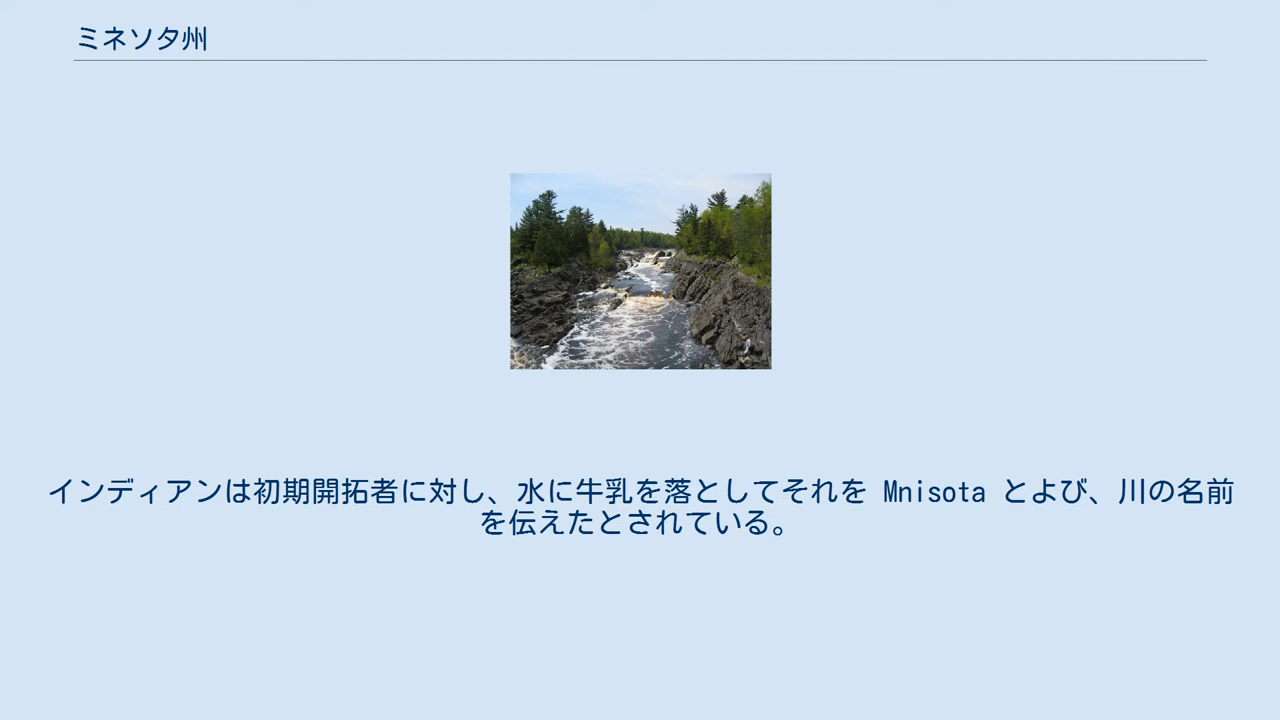 ミネソタ州
インディアンは初期開拓者に対し、水に牛乳を落としてそれを Mnisota とよび、川の名前
を伝えたとされている。